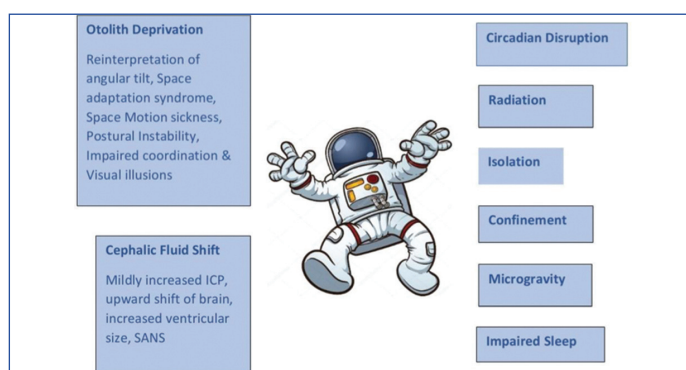 Otolith Deprivation
Reinterpretation of
angular tilt, Space
adaptation syndrome,
Space Motion sickness,
Postural Instability,
Impaired coordination &
Visual illusions
Cephalic Fluid Shift
Mildly increased ICP,
upward shift of brain,
increased ventricular
size, SANS
Circadian Disruption
Radiation
Isolation
Confinement
Microgravity
Impaired Sleep